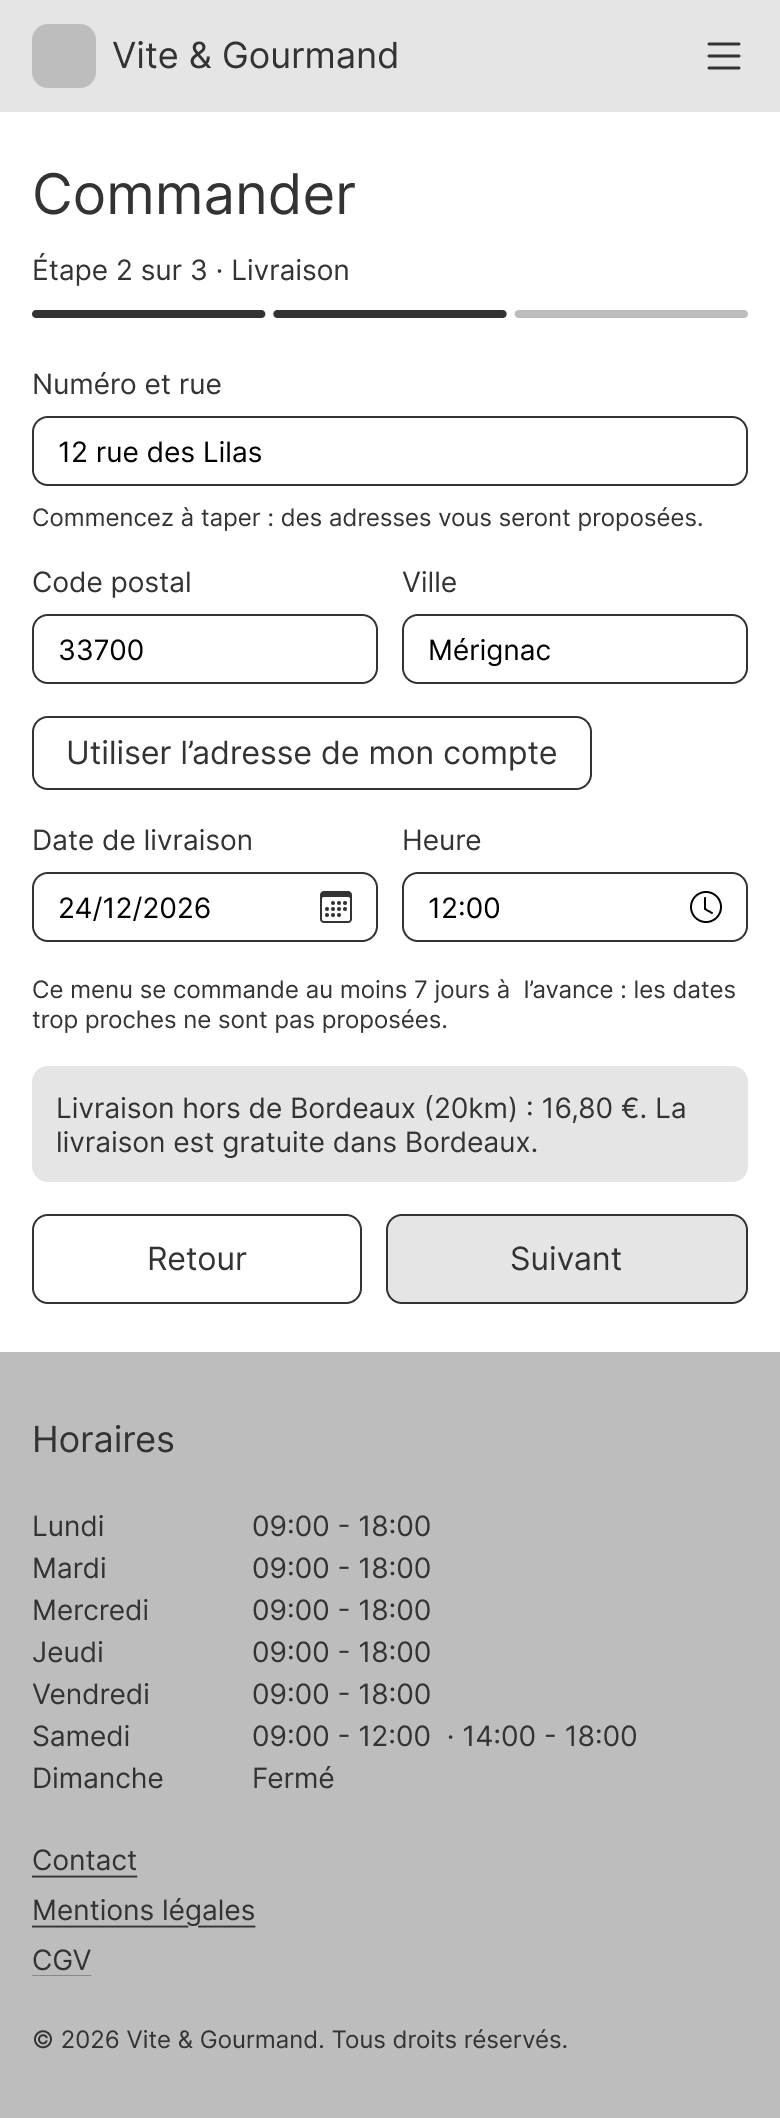 Vite & Gourmand
Commander
Étape 2 sur 3 · Livraison
Numéro et rue
12 rue des Lilas
Commencez à taper : des adresses vous seront proposées.
Code postal
Ville
33700
Mérignac
Utiliser l’adresse de mon compte
Date de livraison
Heure
24/12/2026
12:00
Ce menu se commande au moins 7 jours à  l’avance : les dates
trop proches ne sont pas proposées.
Livraison hors de Bordeaux (20km) : 16,80 €. La
livraison est gratuite dans Bordeaux.
Retour
Suivant
Horaires
Lundi 09:00 - 18:00
Mardi 09:00 - 18:00
Mercredi 09:00 - 18:00
Jeudi 09:00 - 18:00
Vendredi 09:00 - 18:00
Samedi 09:00 - 12:00  · 14:00 - 18:00
Dimanche Fermé
Contact
Mentions légales
CGV
© 2026 Vite & Gourmand. Tous droits réservés.